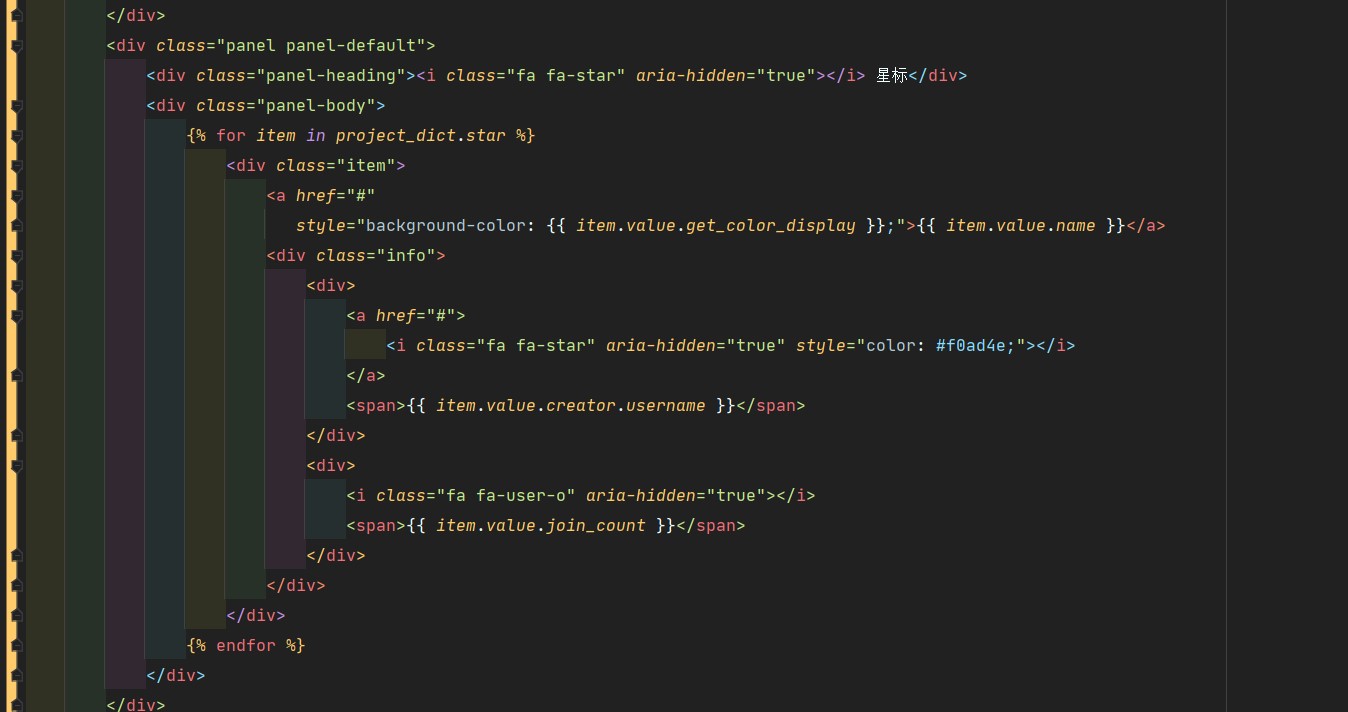 </div>
<div class="panel panel-default">
<div class="panel-heading"><i class="fa fa-star" aria-hidden="true"></i> 星标</div>
<div class="panel-body">
{% for item in project_dict.star %}
<div class="item">
<a href="#"
style="background-color: {{ item.value.get_color_display }};">{{ item.value.name }}</a>
<div class="info">
<div>
<a href="#">
<i class="fa fa-star" aria-hidden="true" style="color: #f0ad4e;"></i>
</a>
<span>{{ item.value.creator.username }}</span>
</div>
<div>
<i class="fa fa-user-o" aria-hidden="true"></i>
<span>{{ item.value.join_count }}</span>
</div>
</div>
</div>
{% endfor %}
</div>
</div>